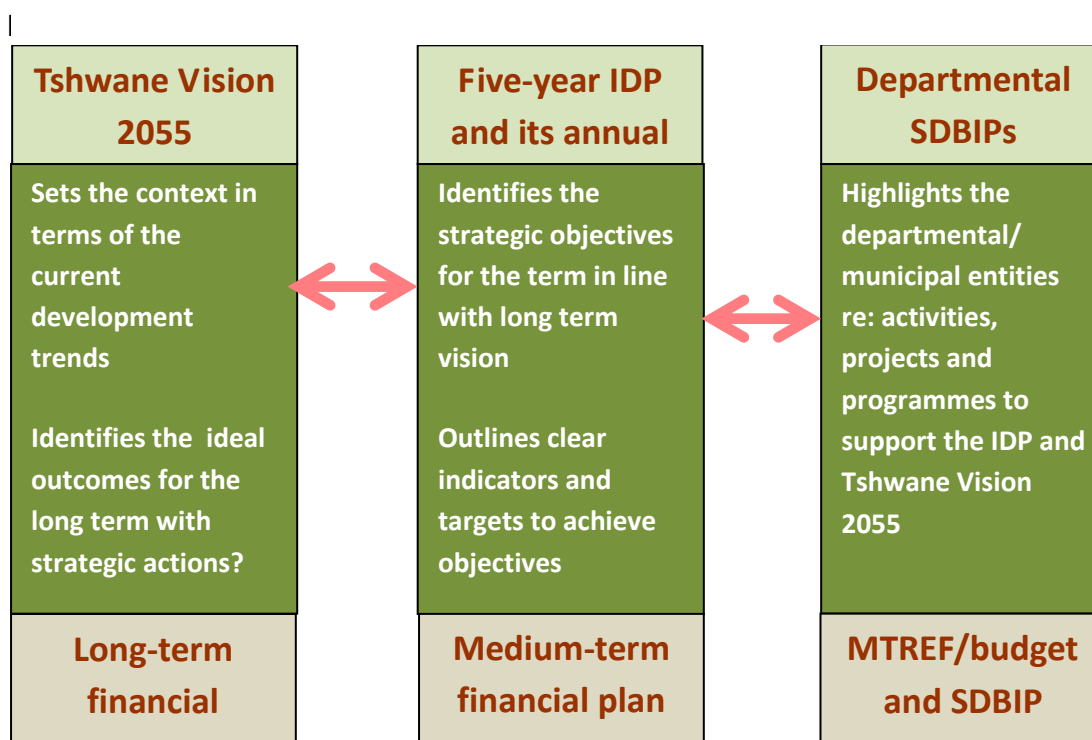 Tshwane Vision
2055
Sets the context in
terms of the
current
development
trends
Identifies the ideal
outcomes for the
long term with
strategic actions?
Long-term
financial
Five-year IDP
and its annual
Identifies the
strategic objectives
for the term in line
with long term
vision
Outlines clear
indicators and
targets to achieve
objectives
Medium-term
financial plan
Departmental
SDBIPs
Highlights the
departmental/
municipal entities
re: activities,
projects and
programmes to
support the IDP and
Tshwane Vision
2055
MTREF/budget
and SDBIP